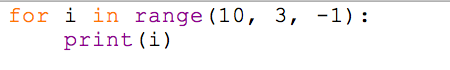 for i in range(10, 3, -1):
    print(i)